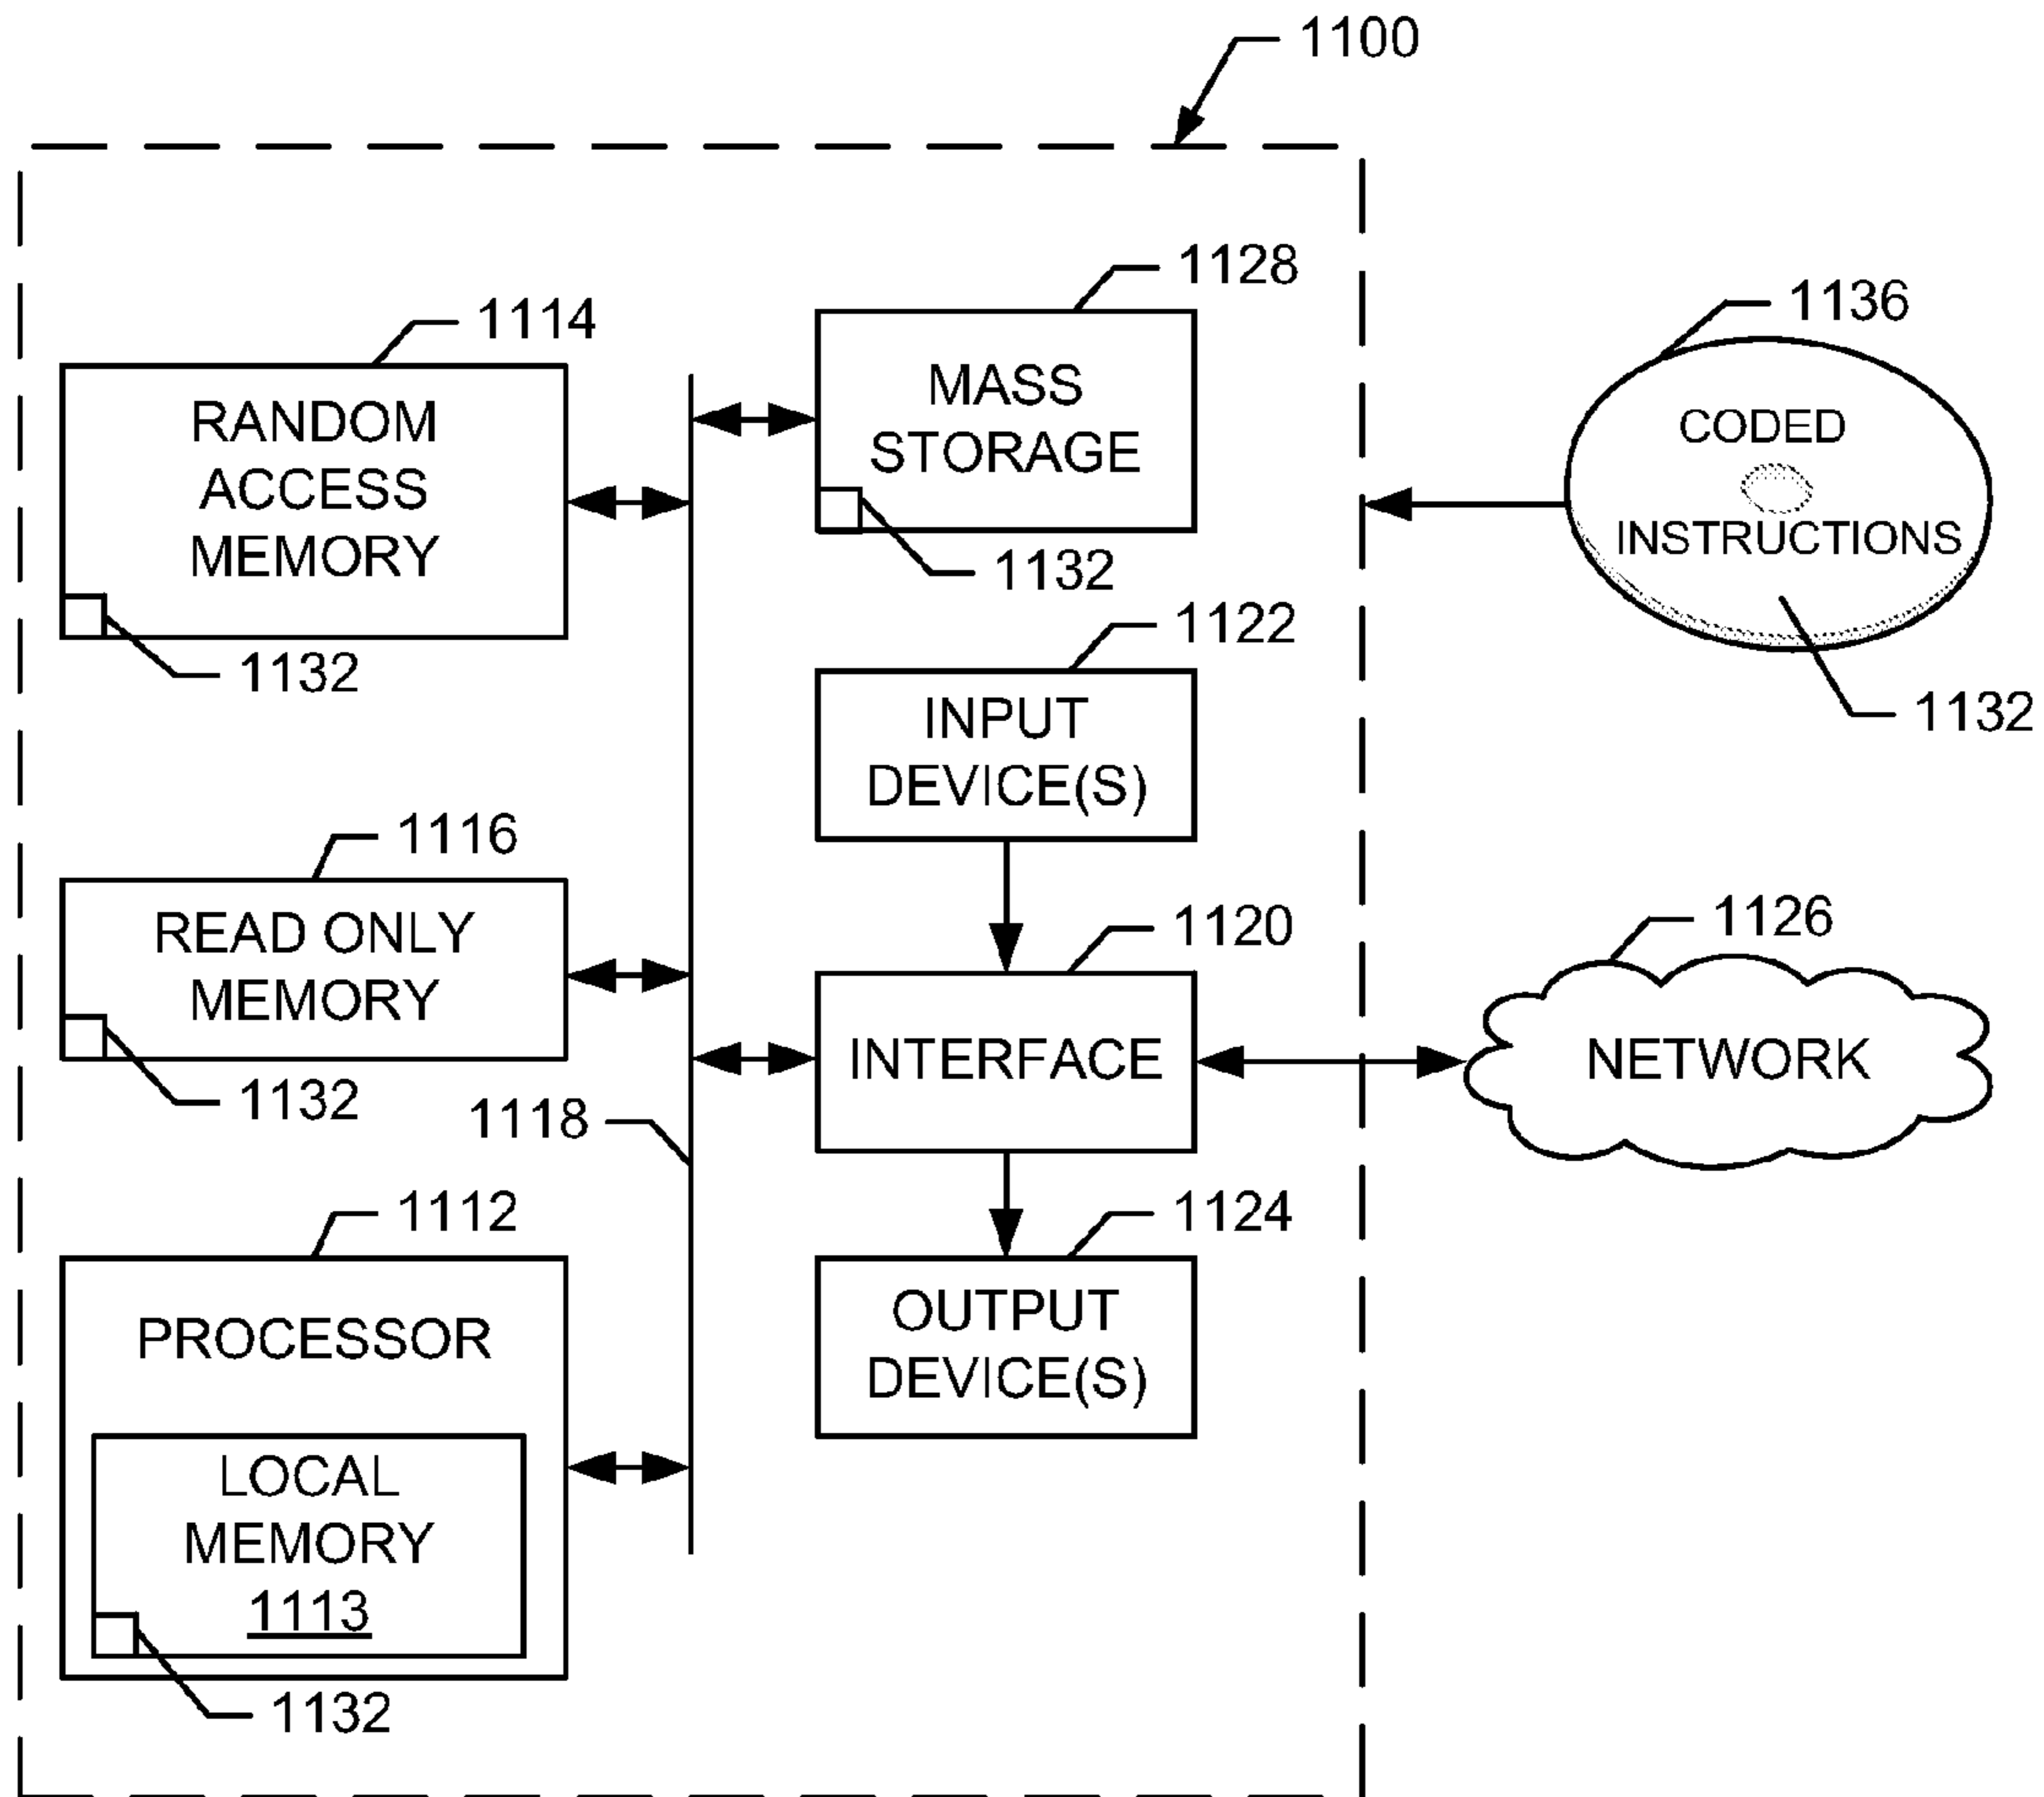 1100
1128
1114
1136
MASS
STORAGE
RANDOM
ACCESS
MEMORY
CODED
INSTRUCTIONS
1132
1132
1122
1132
INPUT
DEVICE(S)
1116
READ ONLY
MEMORY
1120
1126
INTERFACE
NETWORK
1132
1118
1112
1124
PROCESSOR
OUTPUT
DEVICE(S)
LOCAL
MEMORY
1113
1132